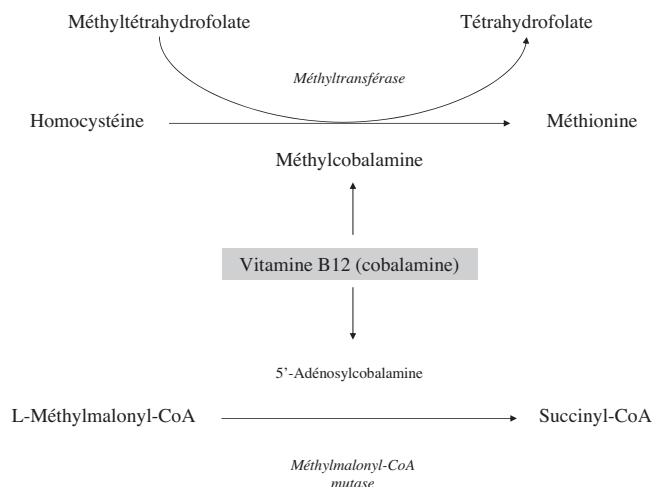 Méthyltétrahydrofolate
Tétrahydrofolate
Méthyltransférase
Homocystéine
Méthionine
Méthylcobalamine
Vitamine B12 (cobalamine)
5’-Adénosylcobalamine
L-Méthylmalonyl-CoA
Succinyl-CoA
Méthylmalonyl-CoA
mutase